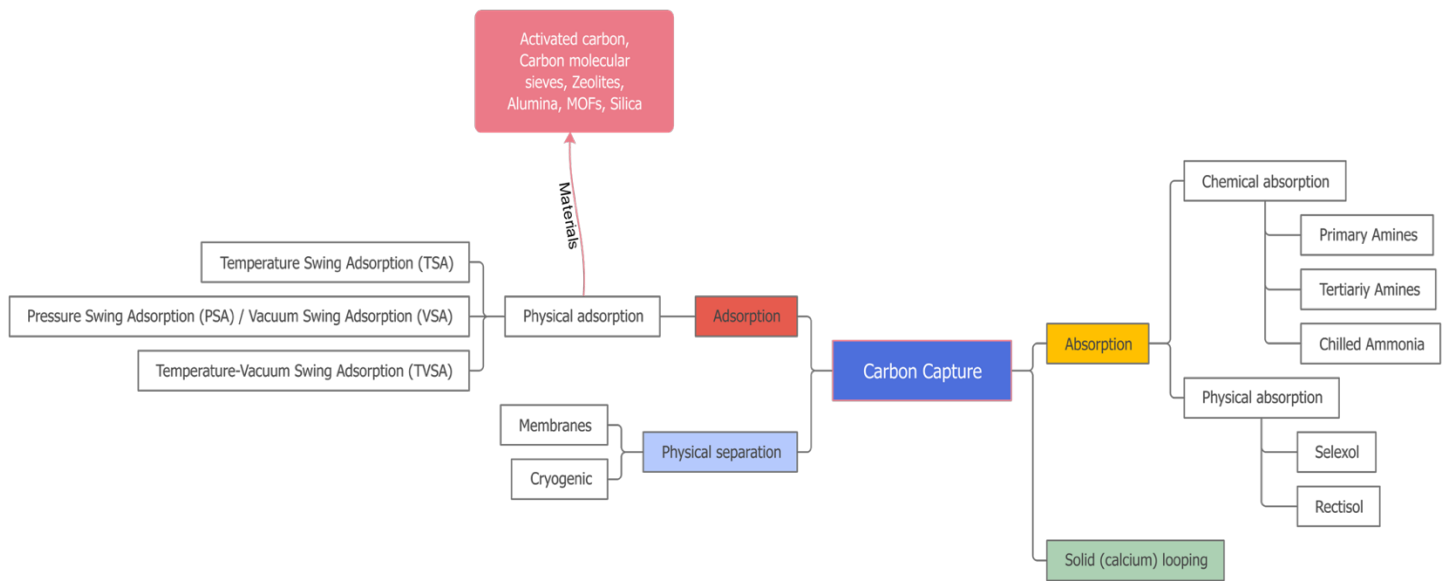 Activated carbon,
Carbon molecular
sieves, Zeolites,
Alumina, MOFs, Silica
Materials
Temperature Swing Adsorption (TSA)
Pressure Swing Adsorption (PSA) / Vacuum Swing Adsorption (VSA)
Temperature-Vacuum Swing Adsorption (TVSA)
Physical adsorption
Adsorption
Membranes
Cryogenic
Physical separation
Carbon Capture
Absorption
Chemical absorption
Primary Amines
Tertiariy Amines
Chilled Ammonia
Physical absorption
Selexol
Rectisol
Solid (calcium) looping